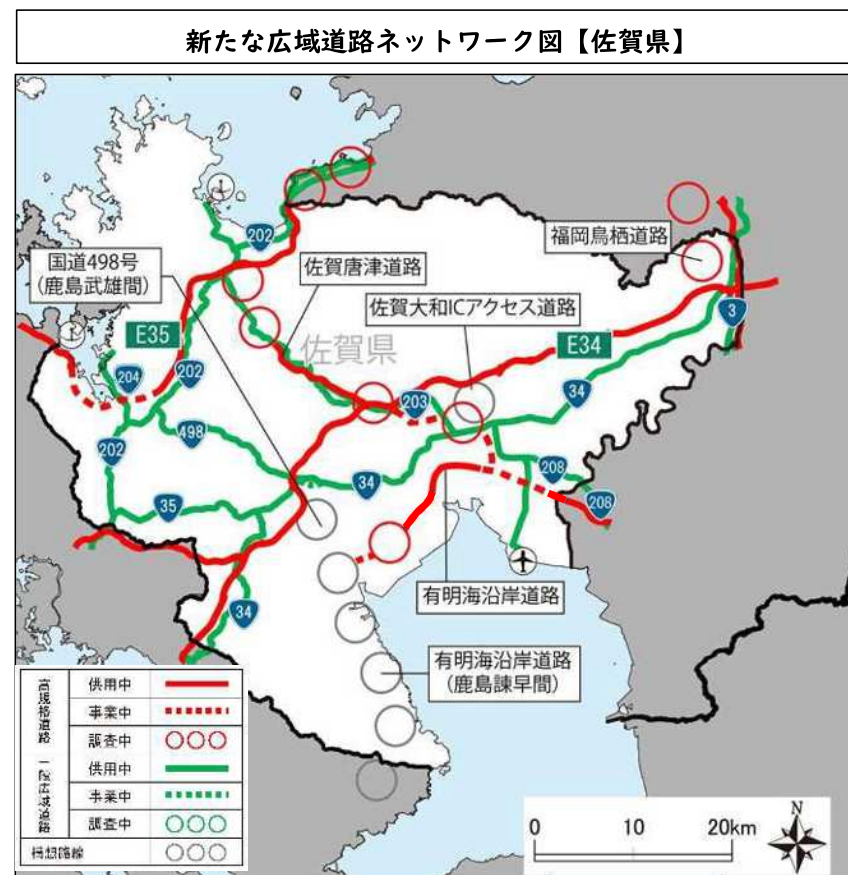 新たな広域道路ネットワーク図【佐賀県】
福岡鳥栖道路
202
国道498号
(鹿島武雄間)
佐賀唐津道路
佐賀大和ICアクセス道路
3
E35
佐賀県
E34
204
202
203
34
498
202
34
208
35
208
有明海沿岸道路
34
有明海沿岸道路
(鹿島諫早間)
高規格道路
供用中
事業中
調査中
一般広域道路
供用中
事業中
調査中
構想路線
N
0 10 20km